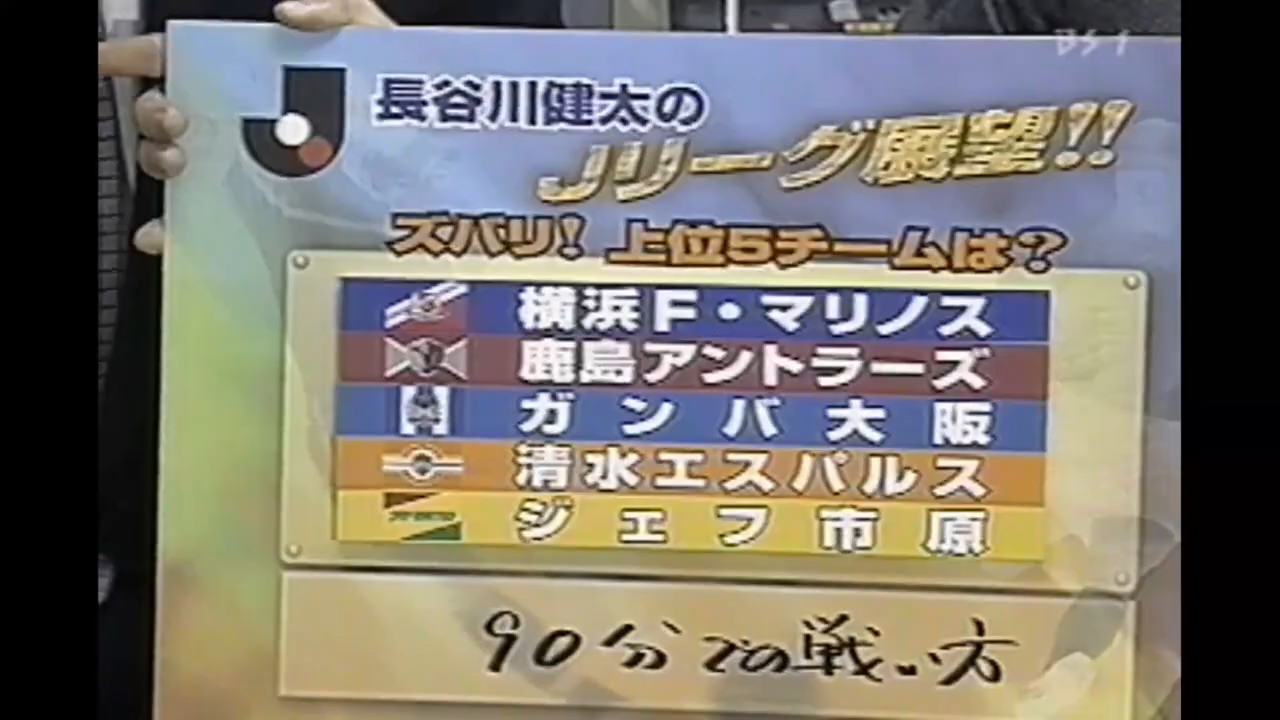 BS1
長谷川健太の
Jリーグ展望!!
ズバリ! 上位5チームは?
横浜F・マリノス
鹿島アントラーズ
ガンバ大阪
清水エスパルス
ジェフ市原
90分での戦い方